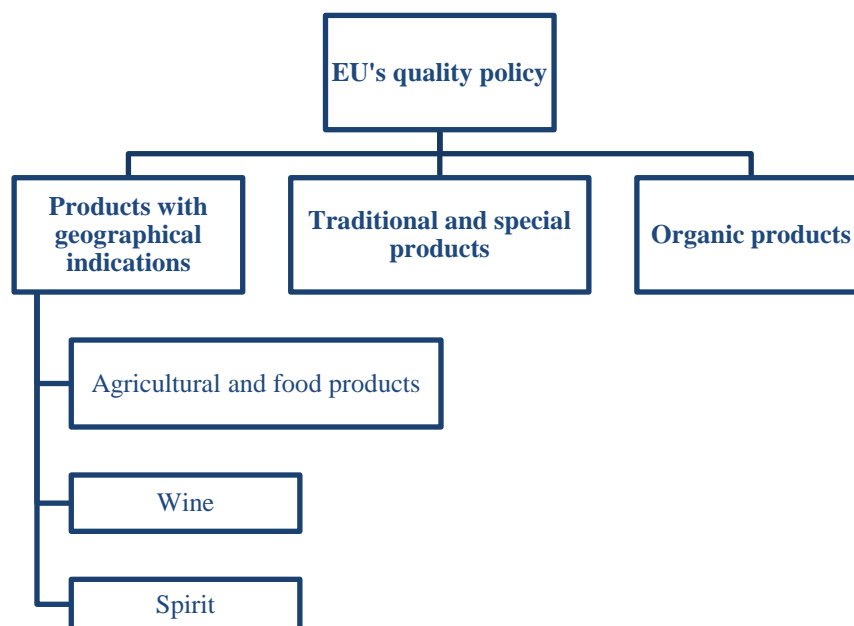 EU's quality policy
Products with
geographical
indications
Traditional and special
products
Organic products
Agricultural and food products
Wine
Spirit